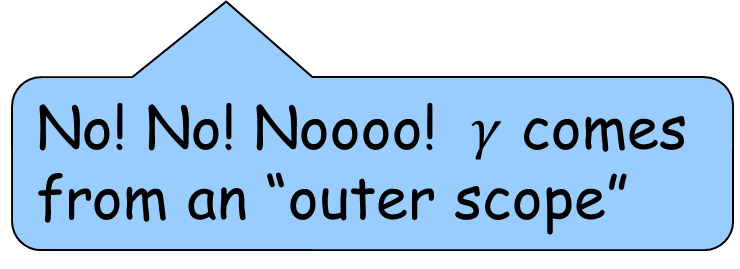 No! No! Noooo! γ comes
from an “outer scope”